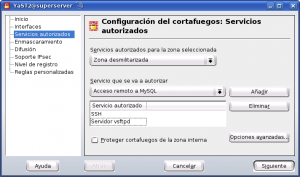 YaST2@superserver
Inicio
Interfaces
Servicios autorizados
Enmascaramiento
Difusión
Soporte IPsec
Nivel de registro
Reglas personalizadas
Configuración del cortafuegos: Servicios
autorizados
Servicios autorizados para la zona seleccionada
Zona desmilitarizada
Servicio que se va a autorizar
Acceso remoto a MySQL
Añadir
Servicio autorizado
Eliminar
SSH
Servidor vsftpd
Proteger cortafuegos de la zona interna
Opciones avanzadas...
Ayuda
Cancelar
Siguiente